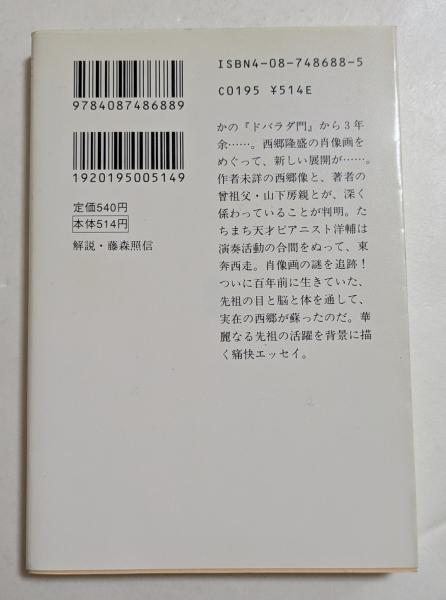 ISBN4-08-748688-5
C0195 ¥514E
9784087486889
1920195005149
定価540円
本体514円
解説・藤森照信
かの『ドバラダ門』から3年
余……。西郷隆盛の肖像画を
めぐって、新しい展開が……。
作者未詳の西郷像と、著者の
曾祖父・山下房親とが、深く
係わっていることが判明。た
ちまち天才ピアニスト洋輔は
演奏活動の合間をぬって、東
奔西走。肖像画の謎を追跡！
ついに百年前に生きていた、
先祖の目と脳と体を通して、
実在の西郷が蘇ったのだ。華
麗なる先祖の活躍を背景に描
く痛快エッセイ。